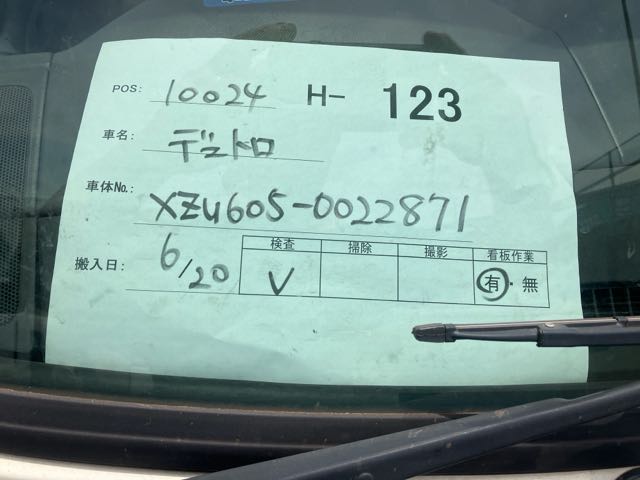 POS: 10024 H- 123
車名: デュトロ
車体No.: XZU605-0022871
搬入日: 6/20
検査 掃除 撮影 看板作業
V 有・無